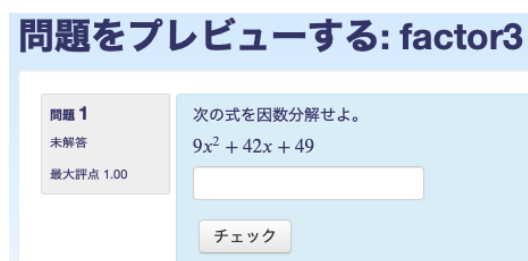 問題をプレビューする: factor3
問題 1
未解答
最大評点 1.00
次の式を因数分解せよ。
9x² + 42x + 49
チェック